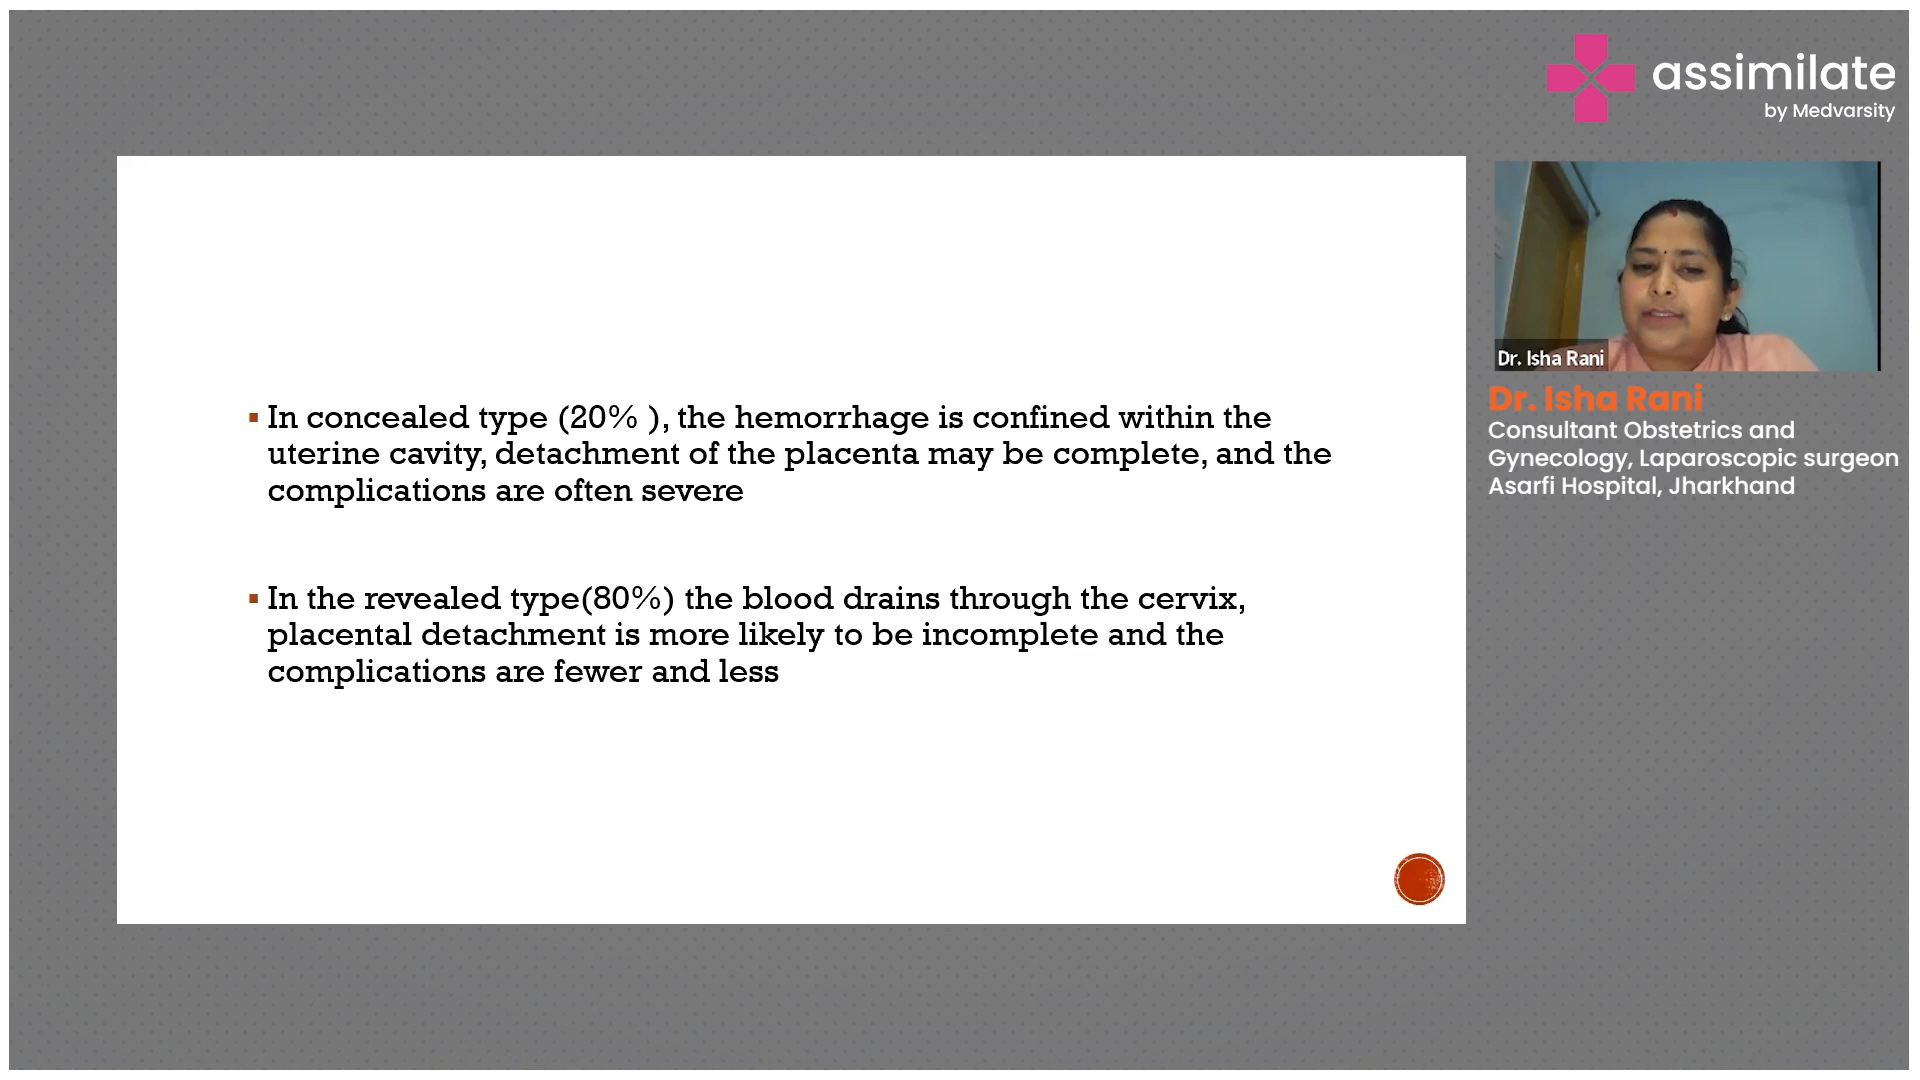 assimilate
by Medvarsity
In concealed type (20% ), the hemorrhage is confined within the
uterine cavity, detachment of the placenta may be complete, and the
complications are often severe
In the revealed type(80%) the blood drains through the cervix,
placental detachment is more likely to be incomplete and the
complications are fewer and less
Dr. Isha Rani
Dr. Isha Rani
Consultant Obstetrics and
Gynecology, Laparoscopic surgeon
Asarfi Hospital, Jharkhand